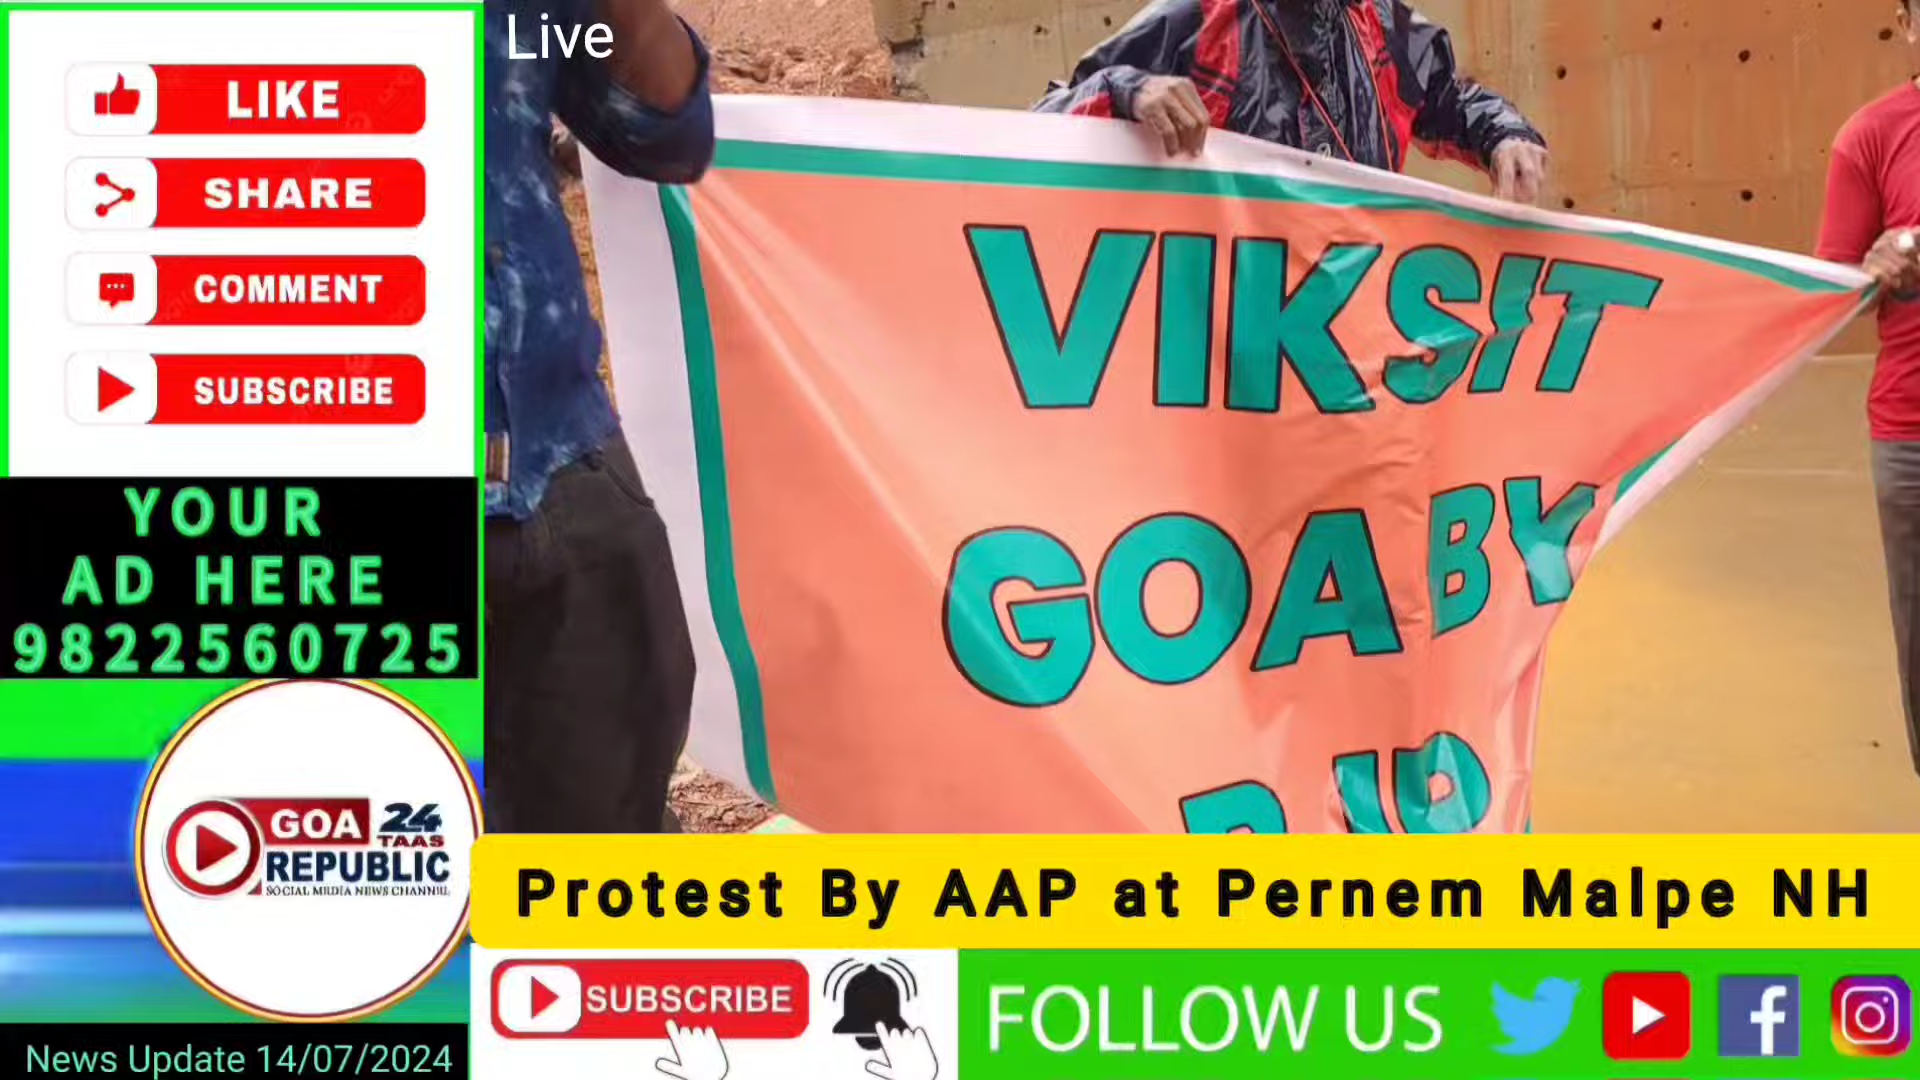 LIKE
SHARE
COMMENT
SUBSCRIBE
YOUR
AD HERE
9822560725
GOA 24
TAAS
REPUBLIC
SOCIAL MEDIA NEWS CHANNEL
News Update 14/07/2024
Live
VIKSIT
GOA BY
Protest By AAP at Pernem Malpe NH
SUBSCRIBE
FOLLOW US